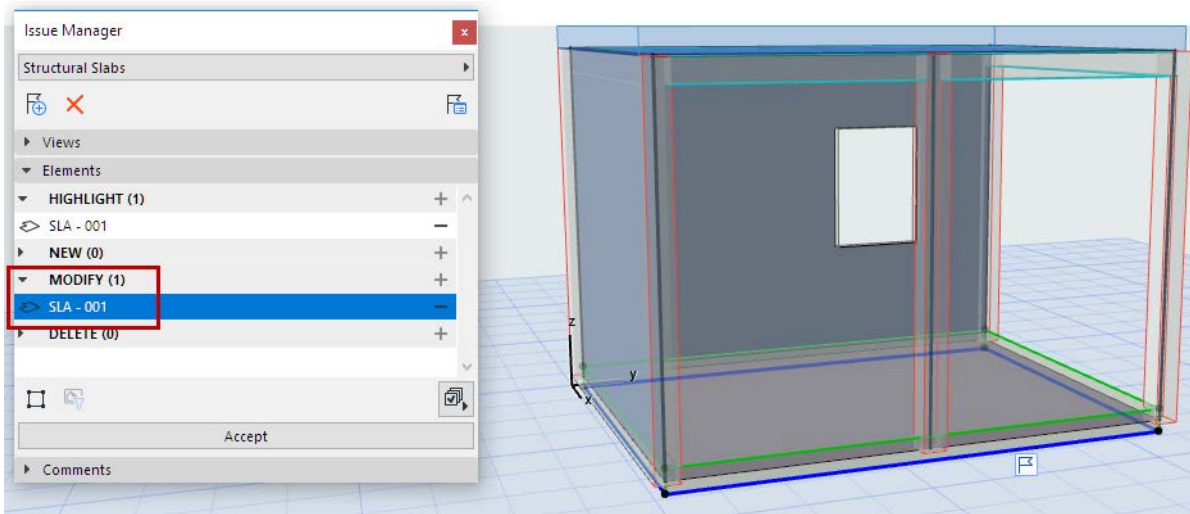 Issue Manager
x
Structural Slabs
Views
Elements
HIGHLIGHT (1)
SLA - 001
NEW (0)
MODIFY (1)
SLA - 001
DELETE (0)
Accept
Comments
z
y
x